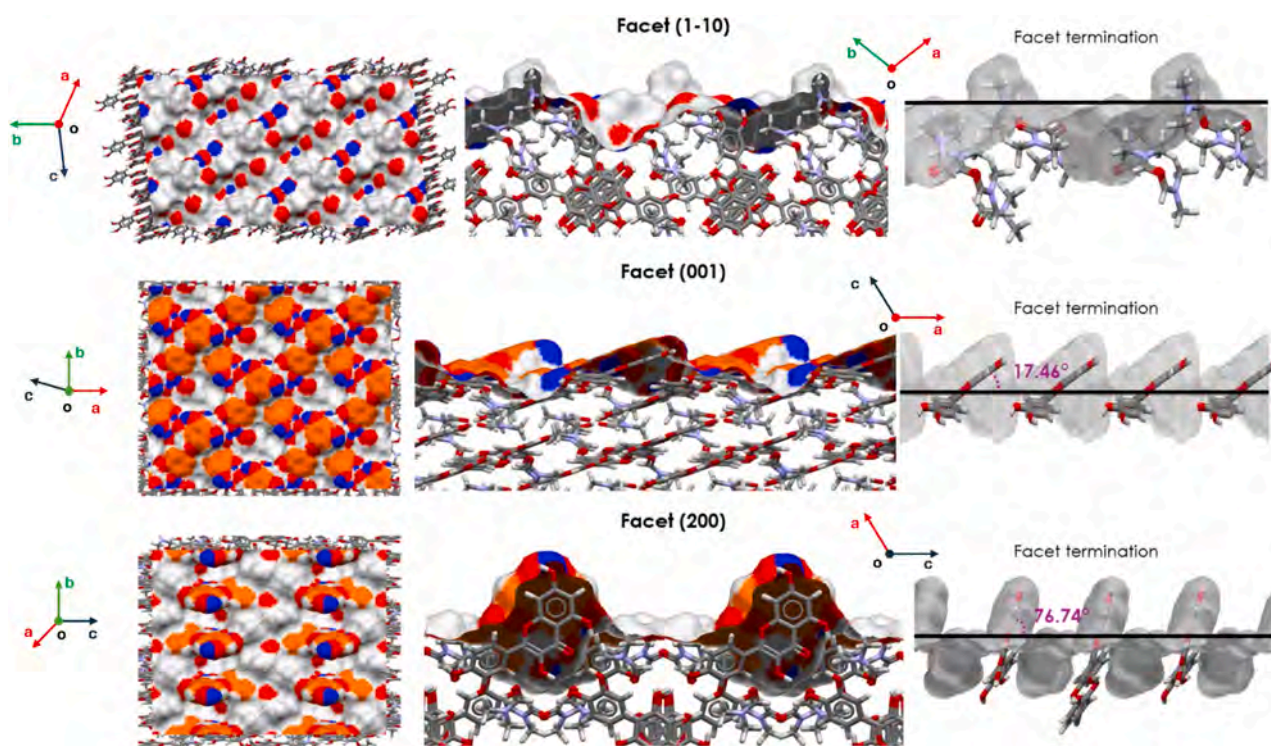 Facet (1-10)
Facet termination
a
b
o
c
b
a
o
Facet (001)
Facet termination
c
o
a
b
c
o
a
17.46°
Facet (200)
Facet termination
a
o
c
b
o
c
a
76.74°